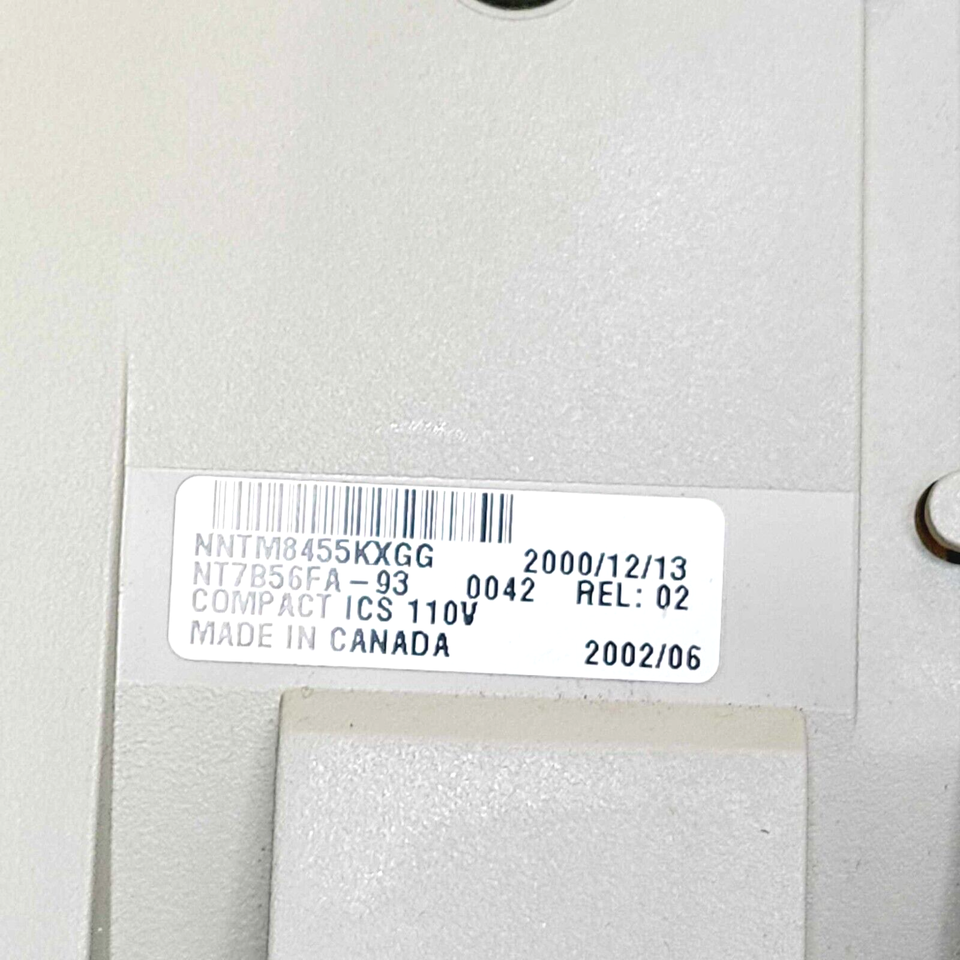 NNTM8455KXGG 2000/12/13
NT7B56FA-93 0042 REL: 02
COMPACT ICS 110V
MADE IN CANADA 2002/06